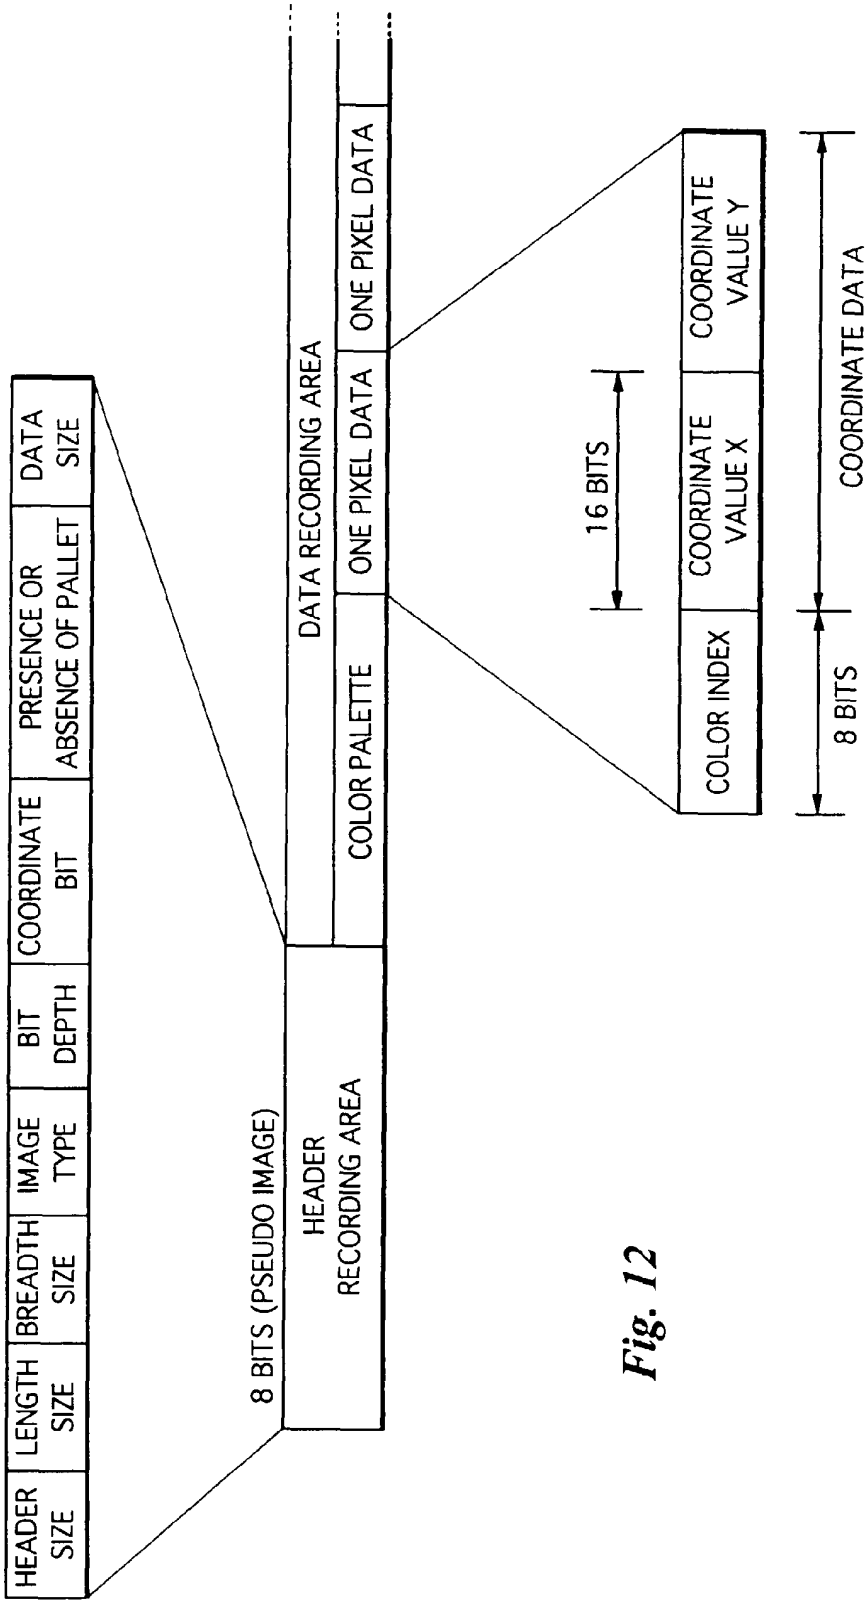 HEADER SIZE
LENGTH SIZE
BREADTH SIZE
IMAGE TYPE
BIT DEPTH
COORDINATE BIT
PRESENCE OR ABSENCE OF PALLET
DATA SIZE
8 BITS (PSEUDO IMAGE)
HEADER RECORDING AREA
DATA RECORDING AREA
COLOR PALETTE
ONE PIXEL DATA
ONE PIXEL DATA
16 BITS
COLOR INDEX
COORDINATE VALUE X
COORDINATE VALUE Y
8 BITS
COORDINATE DATA
Fig. 12